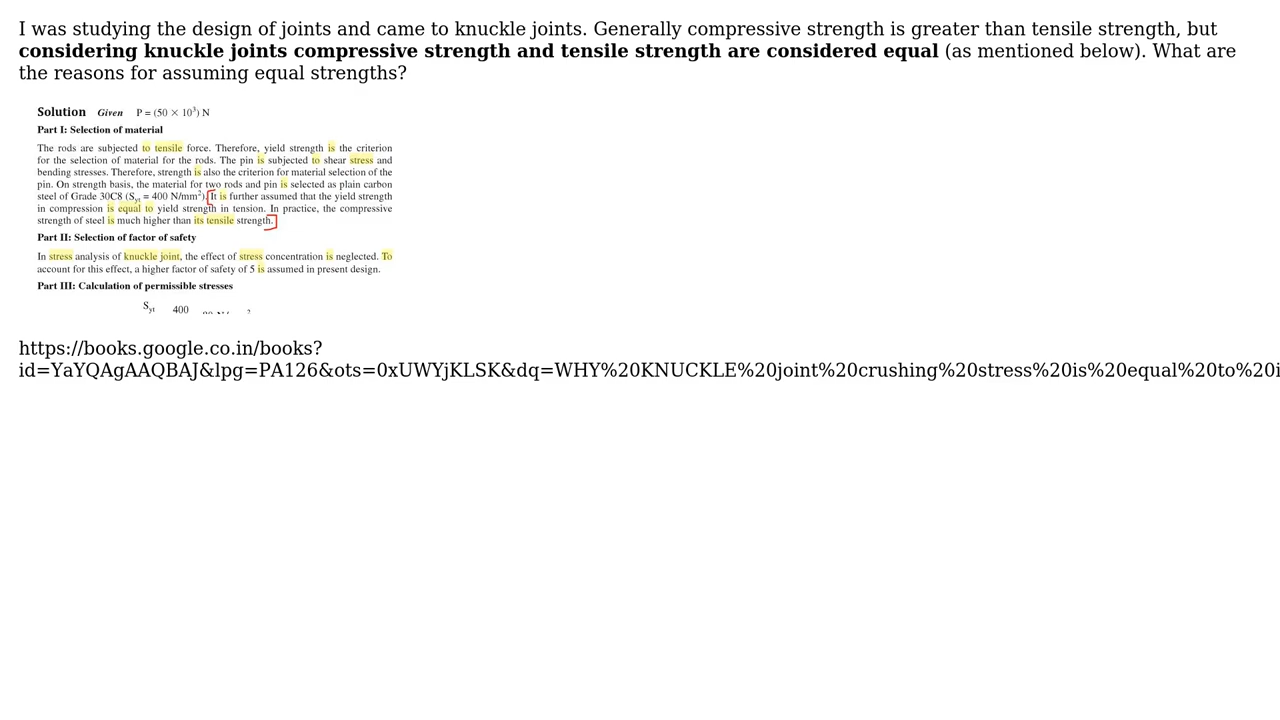 I was studying the design of joints and came to knuckle joints. Generally compressive strength is greater than tensile strength, but
considering knuckle joints compressive strength and tensile strength are considered equal (as mentioned below). What are
the reasons for assuming equal strengths?
Solution Given P = (50 × 10³) N
Part I: Selection of material
The rods are subjected to tensile force. Therefore, yield strength is the criterion
for the selection of material for the rods. The pin is subjected to shear stress and
bending stresses. Therefore, strength is also the criterion for material selection of the
pin. On strength basis, the material for two rods and pin is selected as plain carbon
steel of Grade 30C8 (Syt = 400 N/mm²). It is further assumed that the yield strength
in compression is equal to yield strength in tension. In practice, the compressive
strength of steel is much higher than its tensile strength.
Part II: Selection of factor of safety
In stress analysis of knuckle joint, the effect of stress concentration is neglected. To
account for this effect, a higher factor of safety of 5 is assumed in present design.
Part III: Calculation of permissible stresses
Syt 400
https://books.google.co.in/books?
id=YaYQAgAAQBAJ&lpg=PA126&ots=0xUWYjKLSK&dq=WHY%20KNUCKLE%20joint%20crushing%20stress%20is%20equal%20to%20i